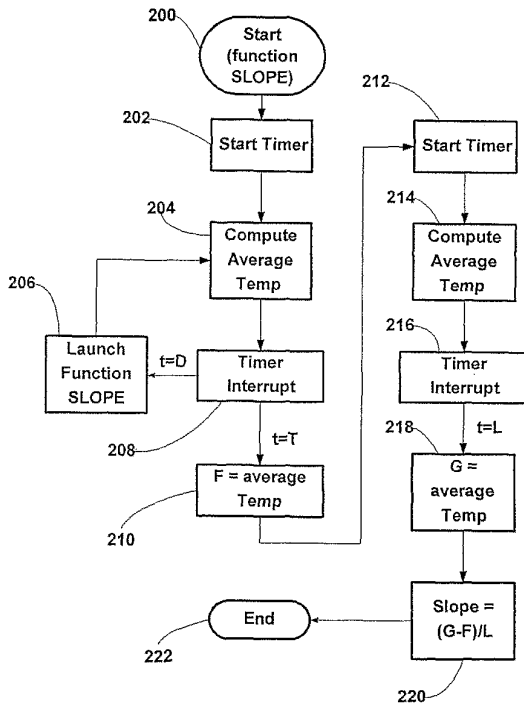 200
Start
(function
SLOPE)
202
Start Timer
204
Compute
Average
Temp
206
Launch
Function
SLOPE
t=D
Timer
Interrupt
208
t=T
F = average
Temp
210
212
Start Timer
214
Compute
Average
Temp
216
Timer
Interrupt
t=L
218
G =
average
Temp
Slope =
(G-F)/L
220
End
222